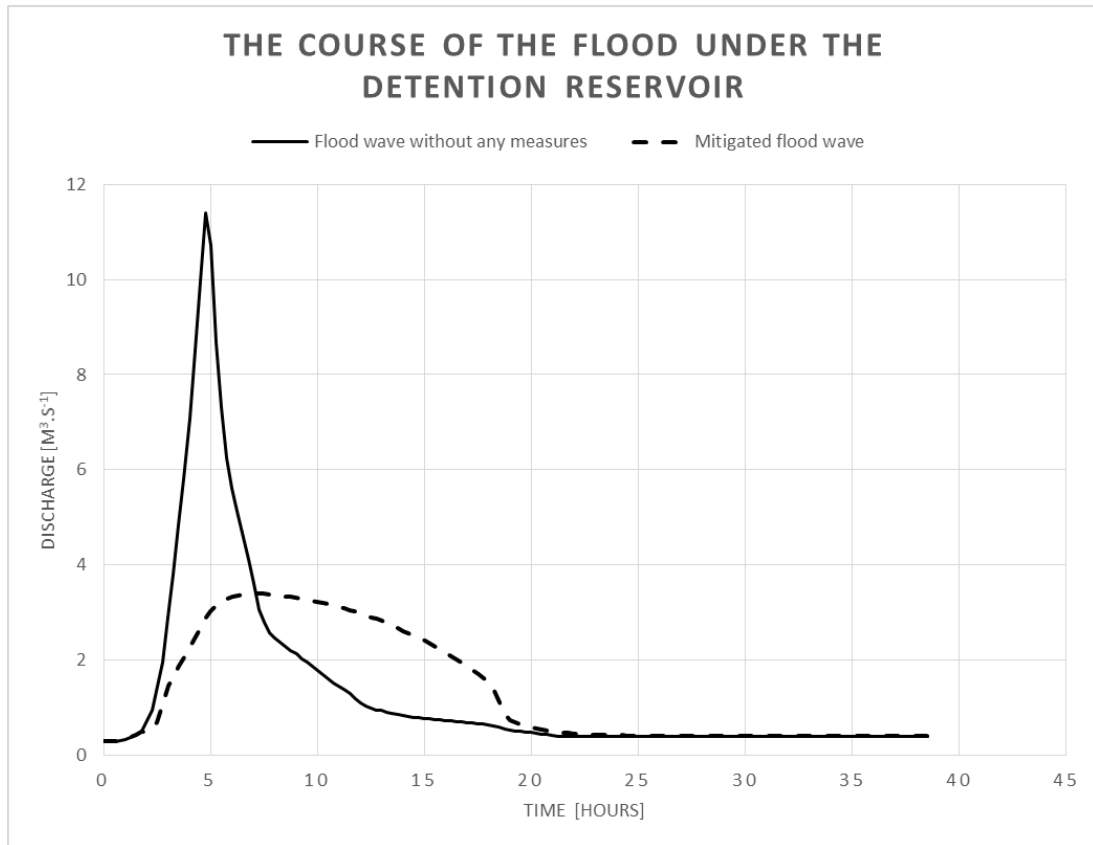 THE COURSE OF THE FLOOD UNDER THE
DETENTION RESERVOIR
Flood wave without any measures
Mitigated flood wave
12
10
8
6
4
2
0
DISCHARGE [M³.S⁻¹]
0 5 10 15 20 25 30 35 40 45
TIME [HOURS]